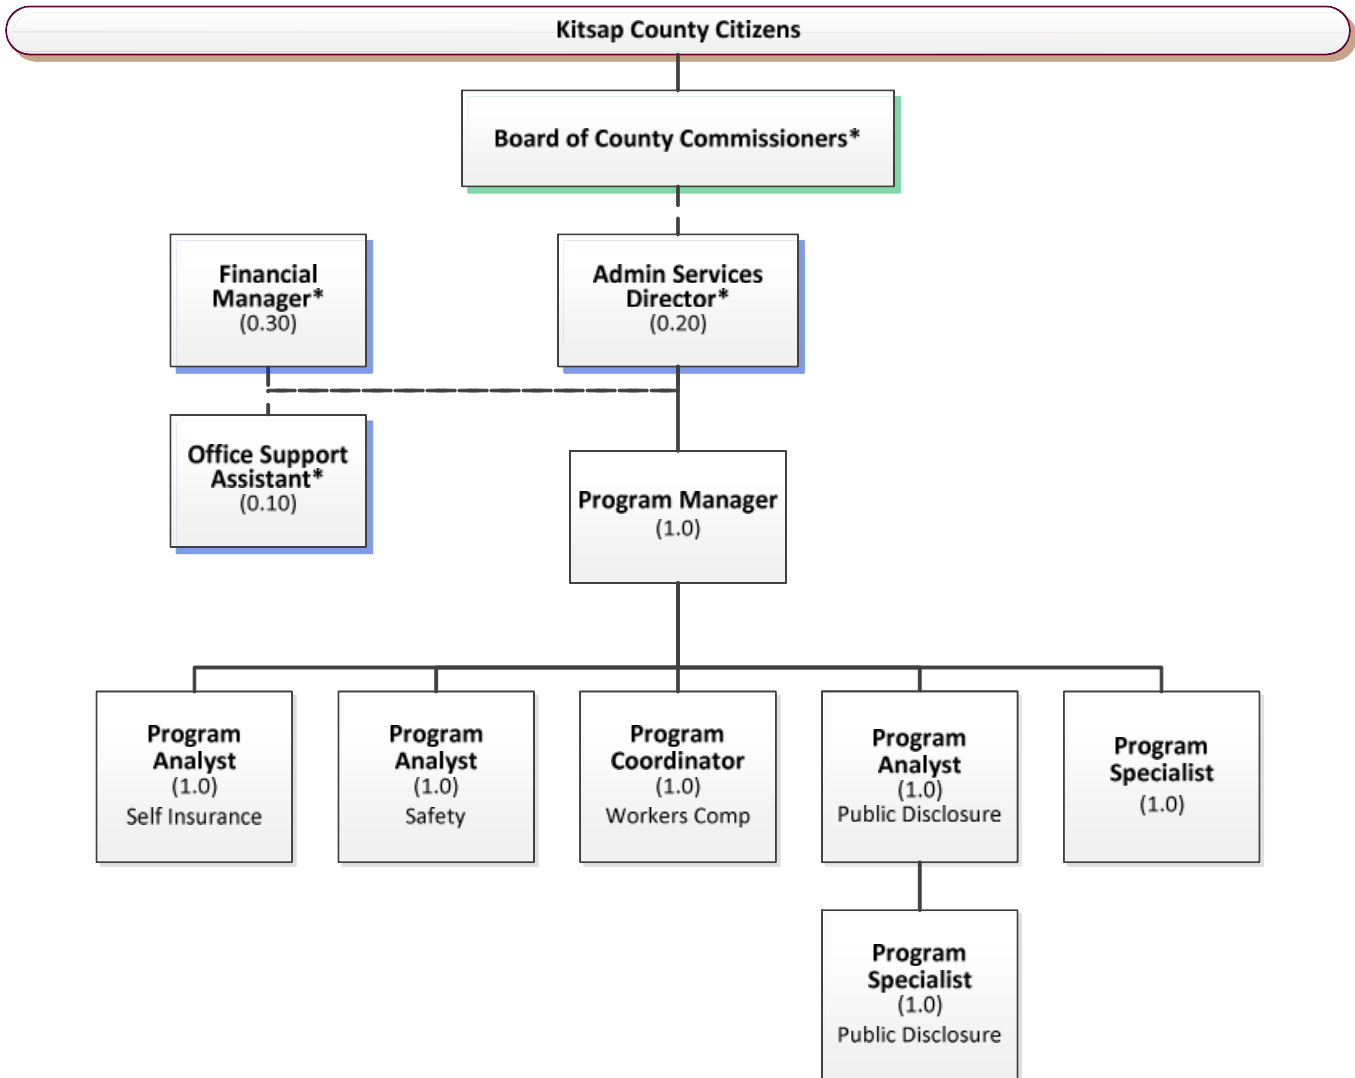 Kitsap County Citizens
Board of County Commissioners*
Financial
Manager*
(0.30)
Admin Services
Director*
(0.20)
Office Support
Assistant*
(0.10)
Program Manager
(1.0)
Program
Analyst
(1.0)
Self Insurance
Program
Analyst
(1.0)
Safety
Program
Coordinator
(1.0)
Workers Comp
Program
Analyst
(1.0)
Public Disclosure
Program
Specialist
(1.0)
Program
Specialist
(1.0)
Public Disclosure